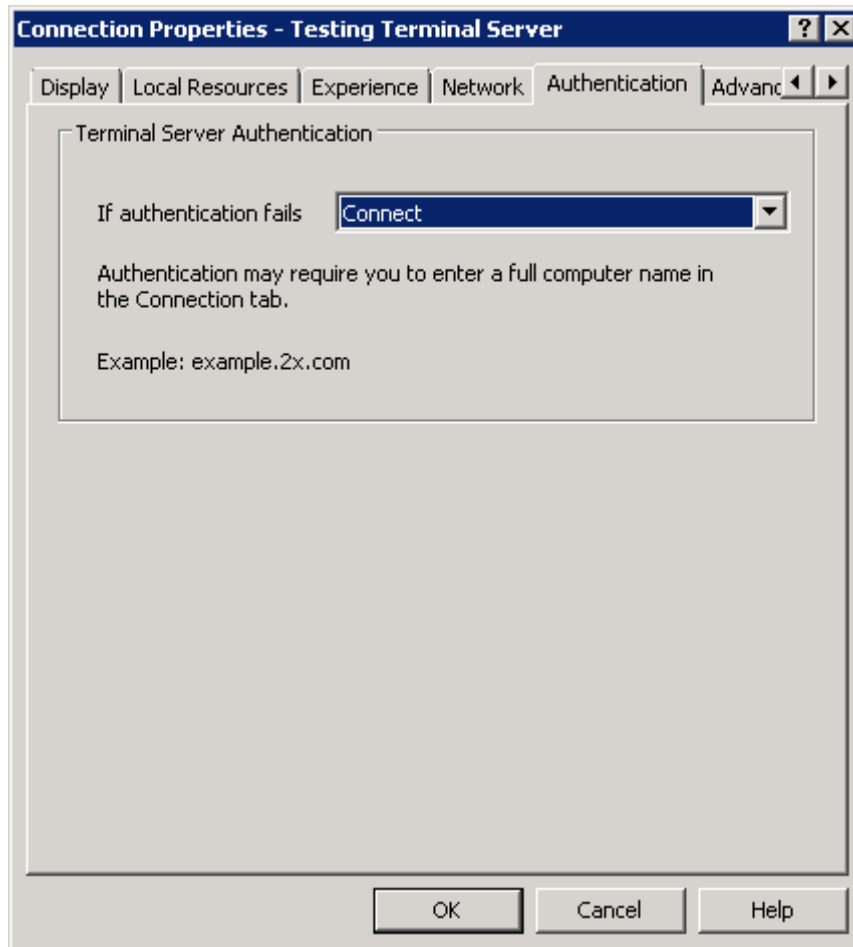 Connection Properties - Testing Terminal Server
Display Local Resources Experience Network Authentication Advanc
Terminal Server Authentication
If authentication fails Connect
Authentication may require you to enter a full computer name in
the Connection tab.
Example: example.2x.com
OK Cancel Help